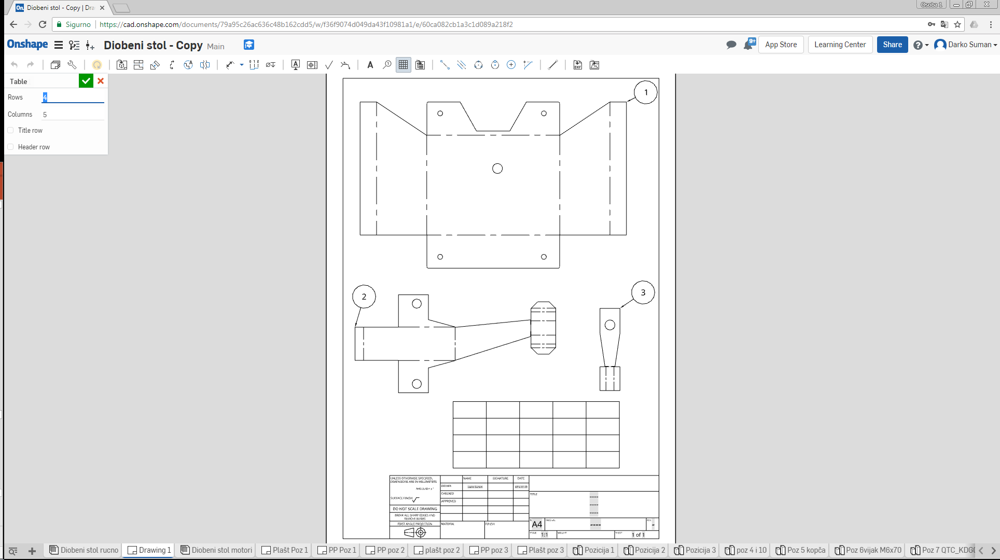 On Diobeni stol - Copy | Dra
Osoba 1
Sigurno | https://cad.onshape.com/documents/79a95c26ac636c48b162cdd5/w/f36f9074d049da43f10981a1/e/60ca082cb1a3c1d089a218f2
Onshape Diobeni stol - Copy Main 9+ App Store Learning Center Share ? Darko Suman
A DXF
Table
Rows 4
Columns 5
Title row
Header row
1
2
3
UNLESS OTHERWISE SPECIFIED,
DIMENSIONS ARE IN MILLIMETERS
ANGULAR = ± °
SURFACE FINISH
DO NOT SCALE DRAWING
BREAK ALL SHARP EDGES AND
REMOVE BURRS
FIRST ANGLE PROJECTION
NAME SIGNATURE DATE
DRAWN Darko Suman
CHECKED
APPROVED
MATERIAL FINISH
TITLE
----
----
----
A4 DWG NO. ---- REV. -
SCALE 1:1 WEIGHT SHEET 1 of 1
Diobeni stol rucno Drawing 1 Diobeni stol motori Plašt Poz 1 PP Poz 1 PP poz 2 plašt poz 2 PP poz 3 Plašt poz 3 Pozicija 1 Pozicija 2 Pozicija 3 poz 4 i 10 Poz 5 kopča Poz 6vijak M6x70 Poz 7 QTC_KDG